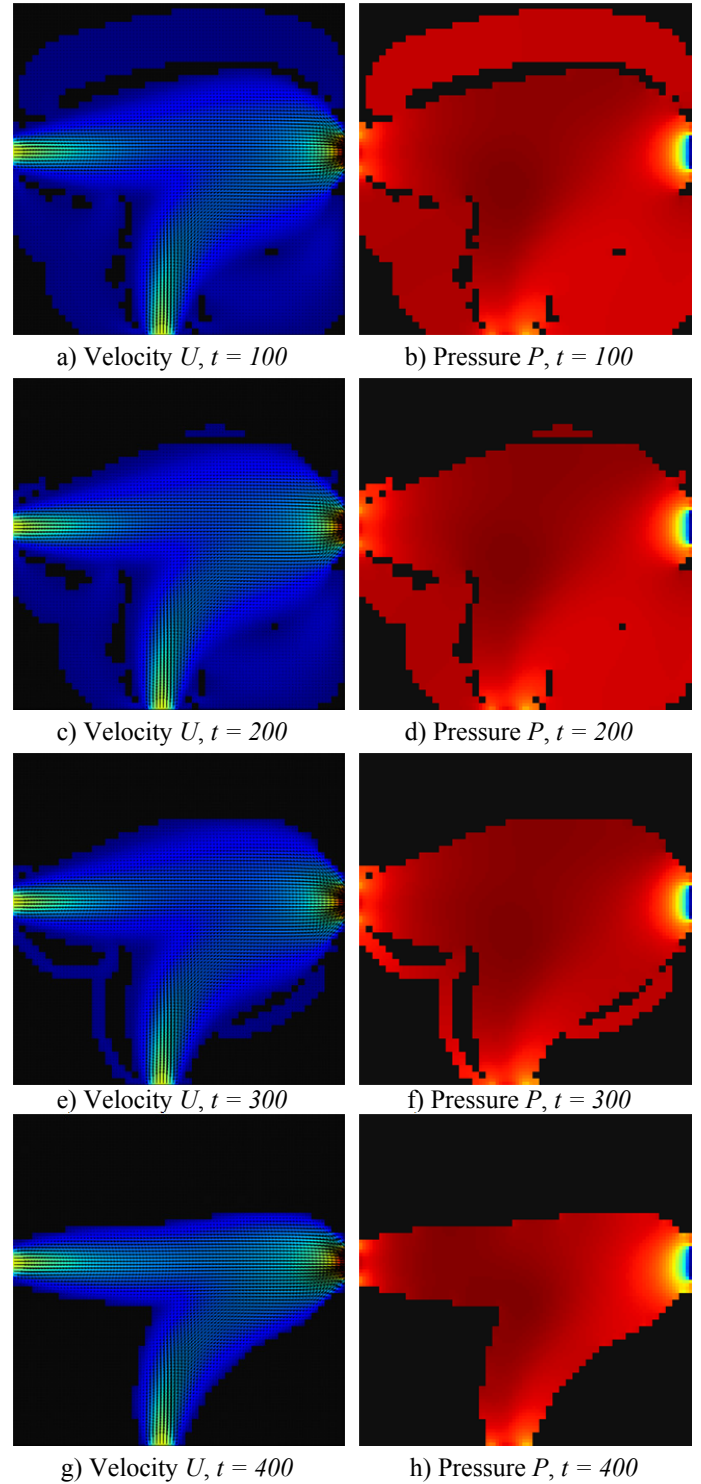 a) Velocity U, t = 100
b) Pressure P, t = 100
c) Velocity U, t = 200
d) Pressure P, t = 200
e) Velocity U, t = 300
f) Pressure P, t = 300
g) Velocity U, t = 400
h) Pressure P, t = 400